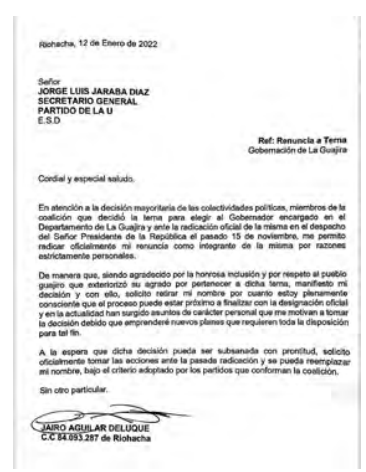 Riohacha, 12 de Enero de 2022
Señor
JORGE LUIS JARABA DIAZ
SECRETARIO GENERAL
PARTIDO DE LA U
E.S.D
Ref: Renuncia a Terna
Gobernación de La Guajira
Cordial y especial saludo.
En atención a la decisión mayoritaria de las colectividades políticas, miembros de la
coalición que decidió la terna para elegir al Gobernador encargado en el
Departamento de La Guajira y ante la radicación oficial de la misma en el despacho
del Señor Presidente de la República el pasado 15 de noviembre, me permito
radicar oficialmente mi renuncia como integrante de la misma por razones
estrictamente personales.
De manera que, siendo agradecido por la honrosa inclusión y por respeto al pueblo
guajiro que exteriorizó su agrado por pertenecer a dicha terna, manifiesto mi
decisión y con ello, solicito retirar mi nombre por cuanto estoy plenamente
consciente que el proceso puede estar próximo a finalizar con la designación oficial
y en la actualidad han surgido asuntos de carácter personal que me motivan a tomar
la decisión debido que emprenderé nuevos planes que requieren toda la disposición
para tal fin.
A la espera que dicha decisión pueda ser subsanada con prontitud, solicito
oficialmente tomar las acciones ante la pasada radicación y se pueda reemplazar
mi nombre, bajo el criterio adoptado por los partidos que conforman la coalición.
Sin otro particular.
JAIRO AGUILAR DELUQUE
C.C 84.093.287 de Riohacha